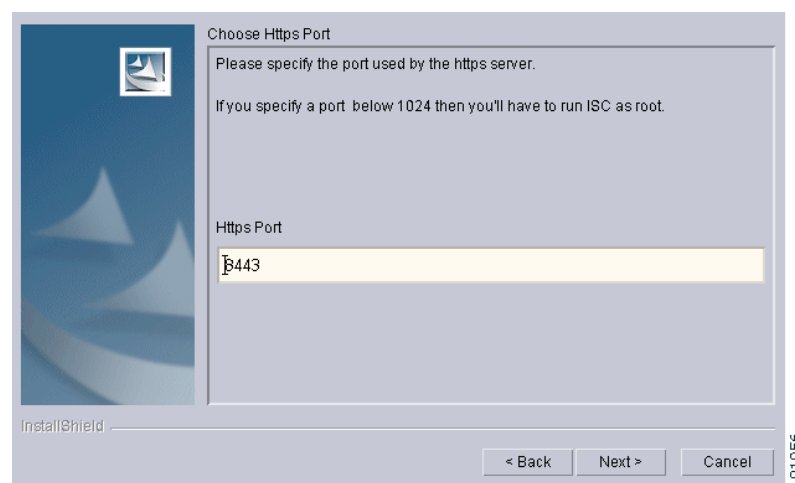 Choose Https Port
Please specify the port used by the https server.
If you specify a port below 1024 then you'll have to run ISC as root.
Https Port
8443
InstallShield
< Back
Next >
Cancel